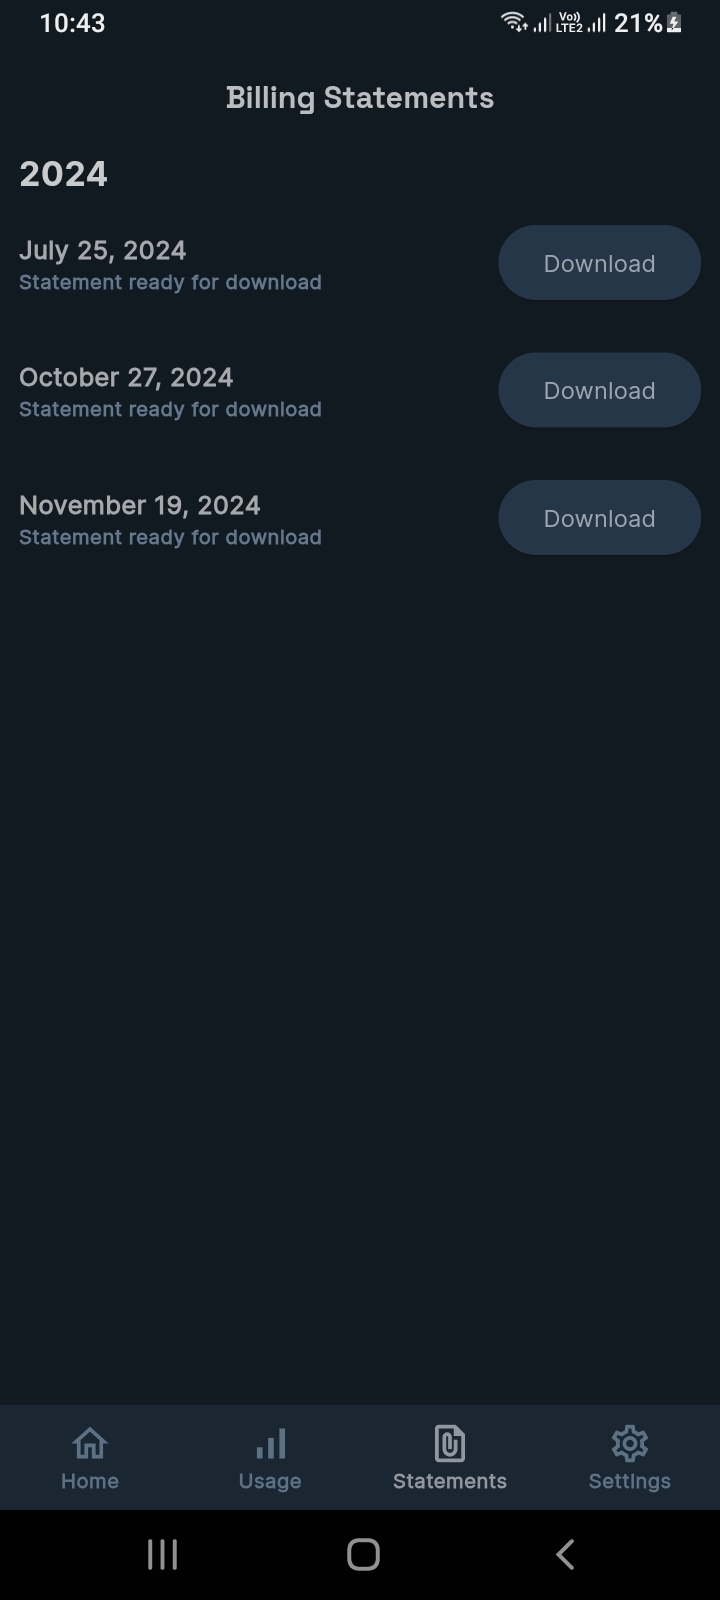 10:43
Vo)) LTE2 21%
Billing Statements
2024
July 25, 2024
Statement ready for download
Download
October 27, 2024
Statement ready for download
Download
November 19, 2024
Statement ready for download
Download
Home Usage Statements Settings